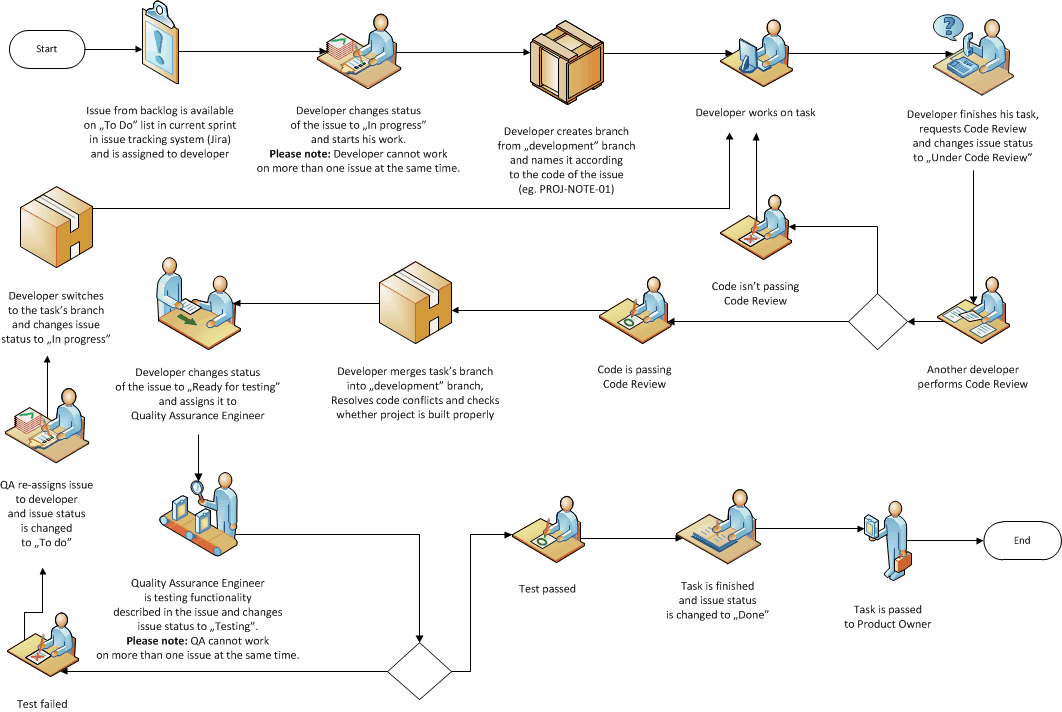 Start
Issue from backlog is available
on „To Do” list in current sprint
in issue tracking system (Jira)
and is assigned to developer
Developer changes status
of the issue to „In progress”
and starts his work.
Please note: Developer cannot work
on more than one issue at the same time.
Developer creates branch
from „development” branch
and names it according
to the code of the issue
(eg. PROJ-NOTE-01)
Developer works on task
Developer finishes his task,
requests Code Review
and changes issue status
to „Under Code Review”
Another developer
performs Code Review
Code isn't passing
Code Review
Code is passing
Code Review
Developer merges task's branch
into „development” branch,
Resolves code conflicts and checks
whether project is built properly
Developer changes status
of the issue to „Ready for testing”
and assigns it to
Quality Assurance Engineer
Developer switches
to the task's branch
and changes issue
status to „In progress”
QA re-assigns issue
to developer
and issue status
is changed
to „To do”
Quality Assurance Engineer
is testing functionality
described in the issue and changes
issue status to „Testing”.
Please note: QA cannot work
on more than one issue at the same time.
Test failed
Test passed
Task is finished
and issue status
is changed to „Done”
Task is passed
to Product Owner
End